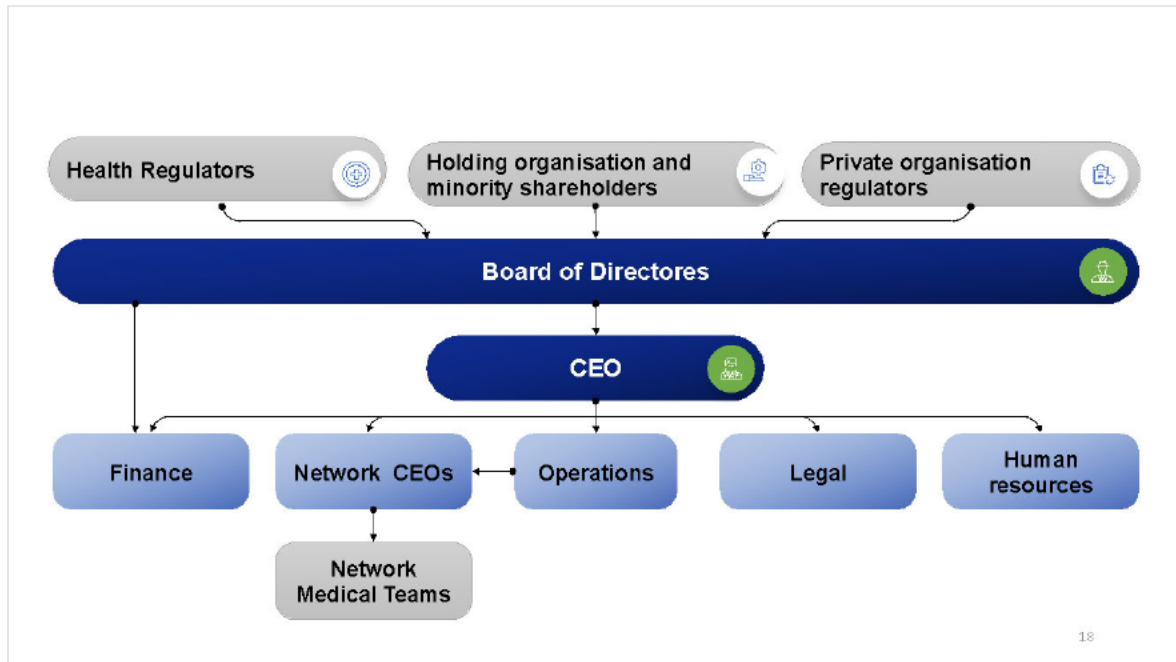 Health Regulators
Holding organisation and
minority shareholders
Private organisation
regulators
Board of Directores
CEO
Finance
Network CEOs
Operations
Legal
Human
resources
Network
Medical Teams
18